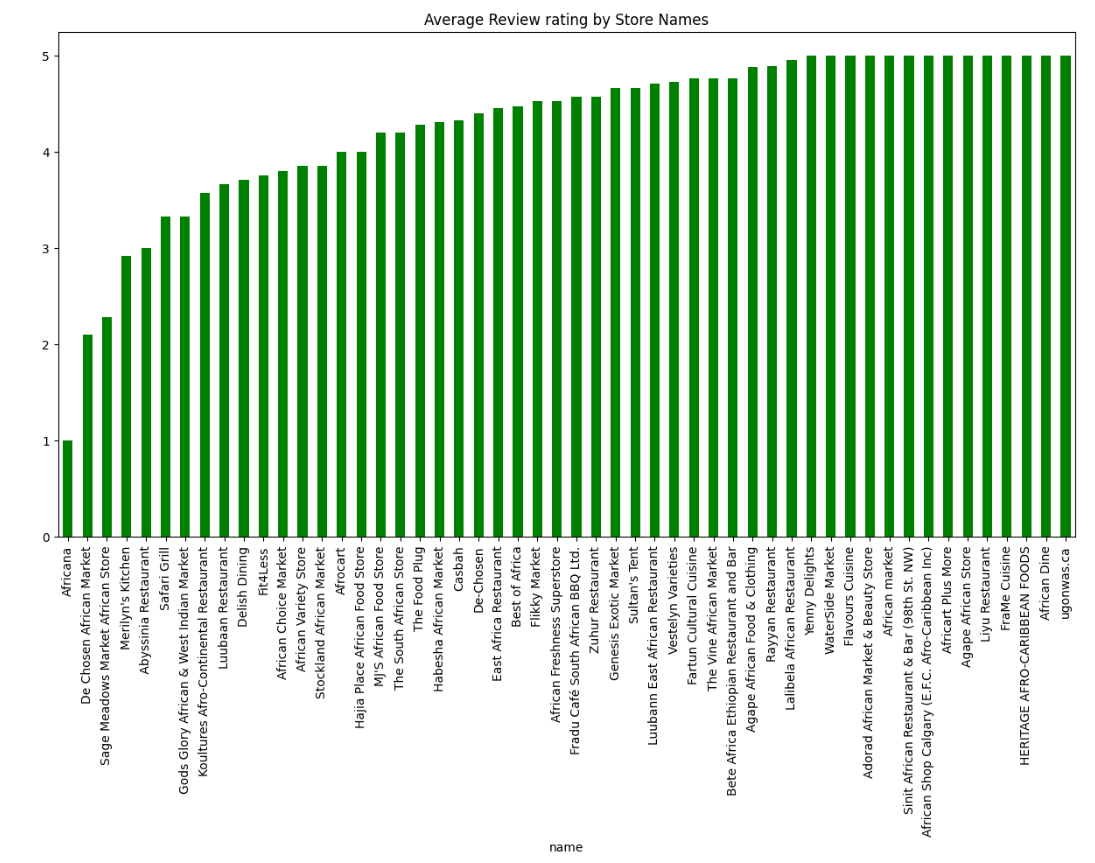 Average Review rating by Store Names
5
4
3
2
1
0
Africana
De Chosen African Market
Sage Meadows Market African Store
Merilyn's Kitchen
Abyssinia Restaurant
Safari Grill
Gods Glory African & West Indian Market
Koultures Afro-Continental Restaurant
Luubaan Restaurant
Delish Dining
Fit4Less
African Choice Market
African Variety Store
Stockland African Market
Afrocart
Hajia Place African Food Store
MJ'S African Food Store
The South African Store
The Food Plug
Habesha African Market
Casbah
De-Chosen
East Africa Restaurant
Best of Africa
Flikky Market
African Freshness Superstore
Fradu Café South African BBQ Ltd.
Zuhur Restaurant
Genesis Exotic Market
Sultan's Tent
Luubann East African Restaurant
Vestelyn Varieties
Fartun Cultural Cuisine
The Vine African Market
Bete Africa Ethiopian Restaurant and Bar
Agape African Food & Clothing
Rayyan Restaurant
Lalibela African Restaurant
Yenny Delights
WaterSide Market
Flavours Cuisine
Adorad African Market & Beauty Store
African market
Sinit African Restaurant & Bar (98th St. NW)
African Shop Calgary (E.F.C. Afro-Caribbean Inc)
Africart Plus More
Agape African Store
Liyu Restaurant
FraMe Cuisine
HERITAGE AFRO-CARIBBEAN FOODS
African Dine
ugonwas.ca
name